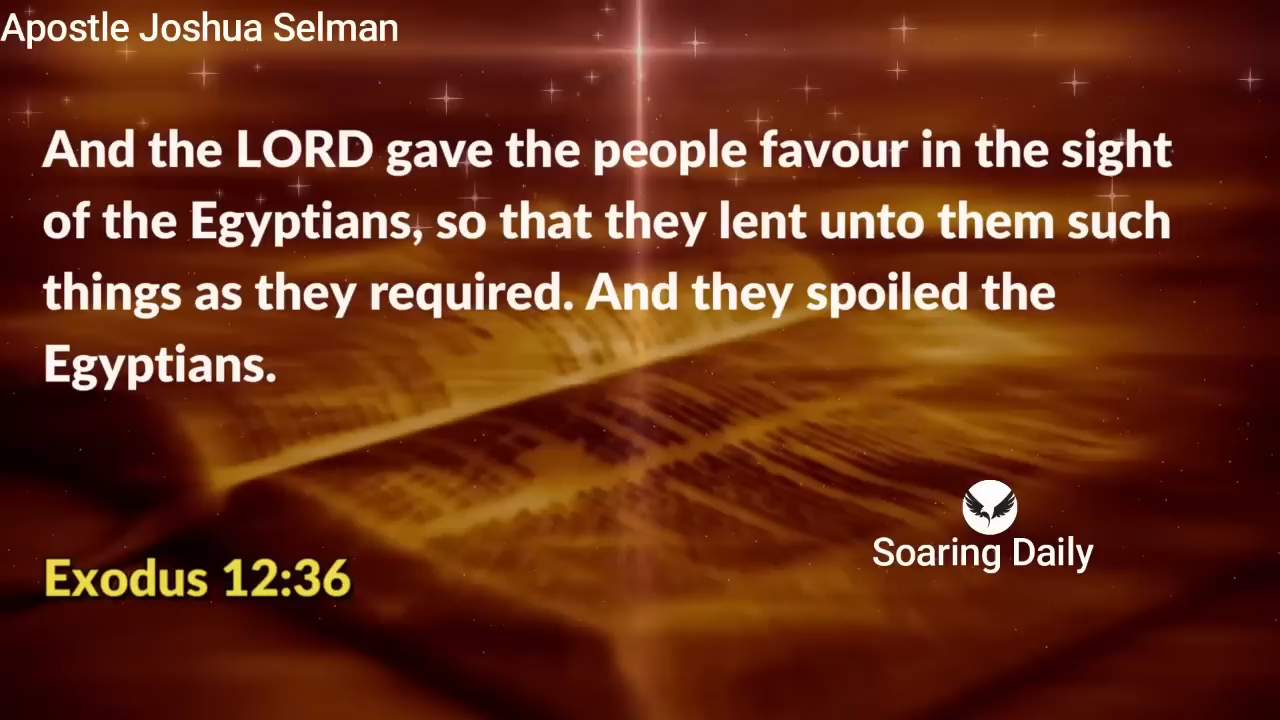 Apostle Joshua Selman
And the LORD gave the people favour in the sight
of the Egyptians, so that they lent unto them such
things as they required. And they spoiled the
Egyptians.
Exodus 12:36
Soaring Daily